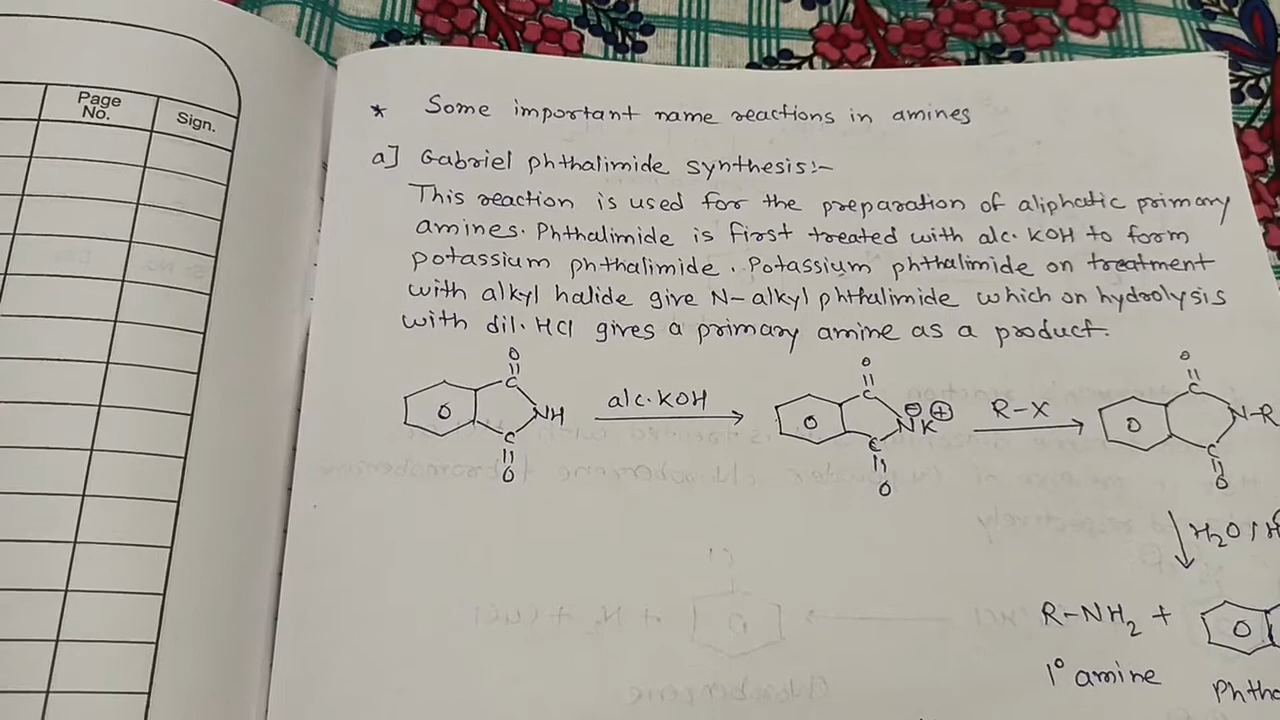 Page No.
Sign.
* Some important name reactions in amines
a] Gabriel phthalimide synthesis:-
This reaction is used for the preparation of aliphatic primary
amines. Phthalimide is first treated with alc. KOH to form
potassium phthalimide. Potassium phthalimide on treatment
with alkyl halide give N-alkyl phthalimide which on hydrolysis
with dil. HCl gives a primary amine as a product.
O O O
C C C
NH alc. KOH N⊖ K⊕ R-X N-R
C C C
O O O
H2O / H
R-NH2 +
1° amine Phtha